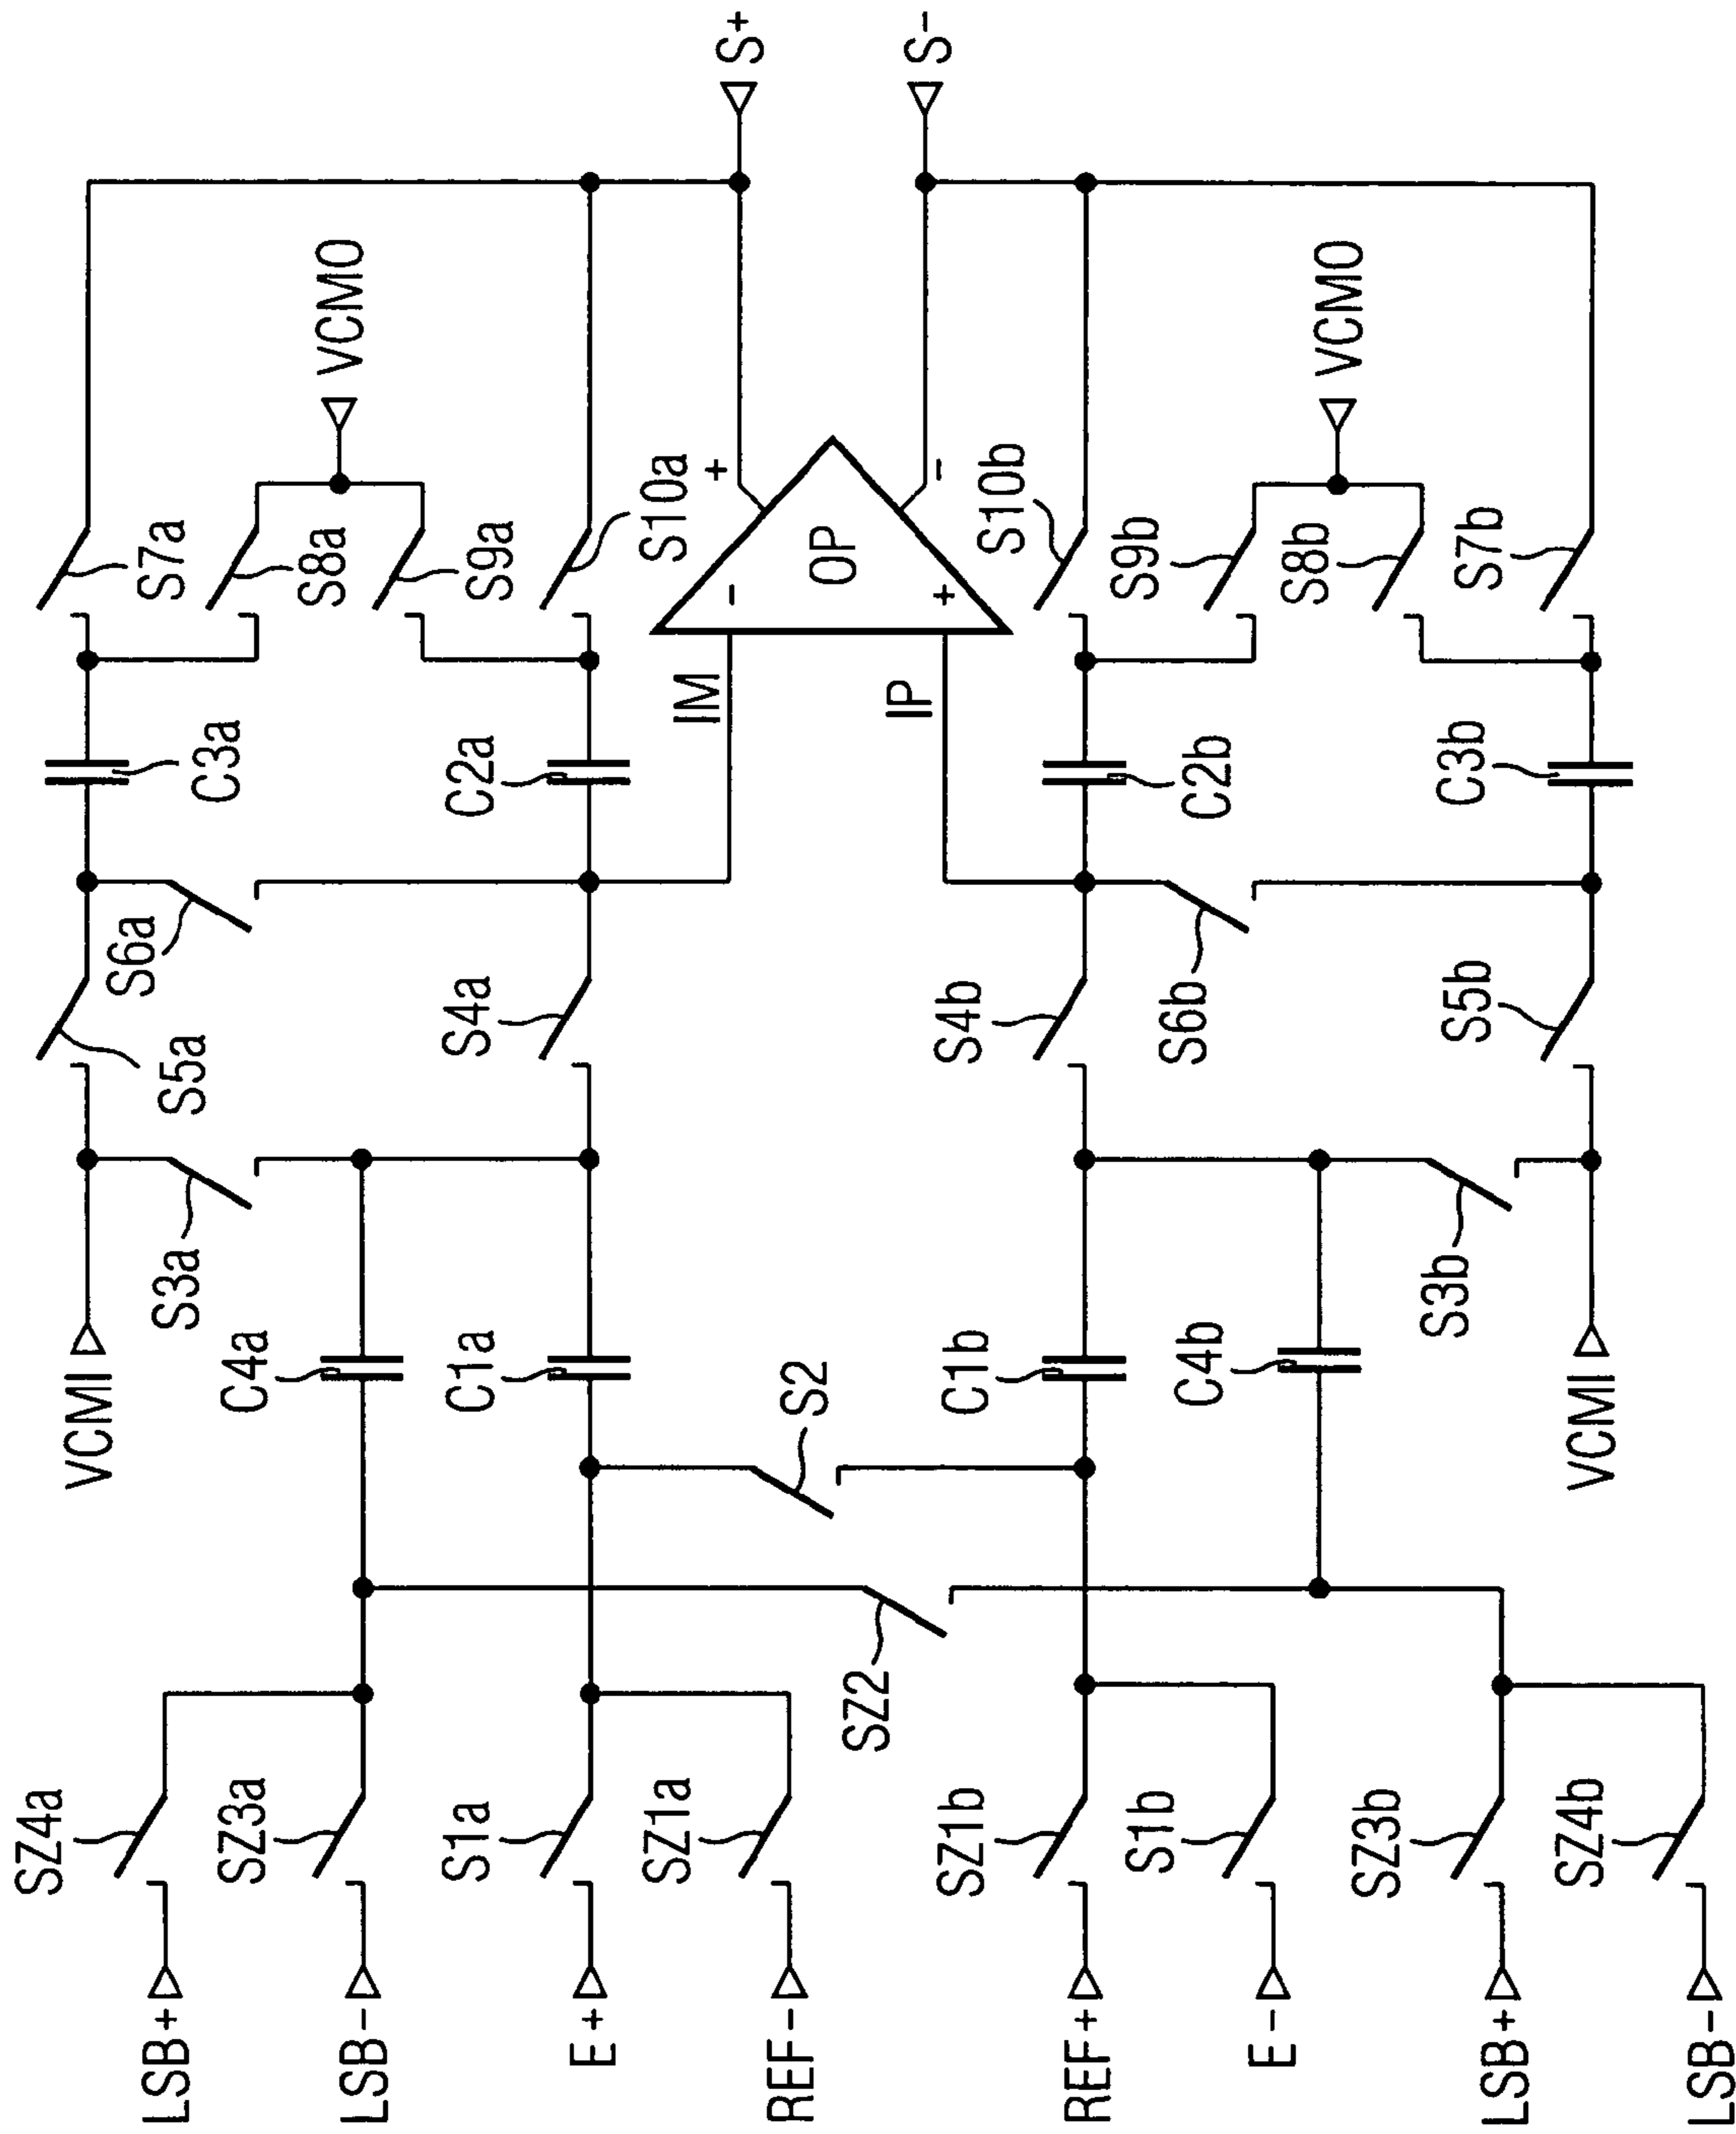 S+
S-
VCMO
VCMO
S7a
S8a
S9a
S10a
+
-
OP
-
+
S10b
S9b
S8b
S7b
IM
IP
C3a
C2a
C2b
C3b
S6a
S5a
S4a
S4b
S6b
S5b
S3a
S3b
VCMI
C4a
C1a
S2
C1b
C4b
VCMI
SZ2
SZ4a
SZ3a
S1a
SZ1a
SZ1b
S1b
SZ3b
SZ4b
LSB+
LSB-
E+
REF-
REF+
E-
LSB+
LSB-